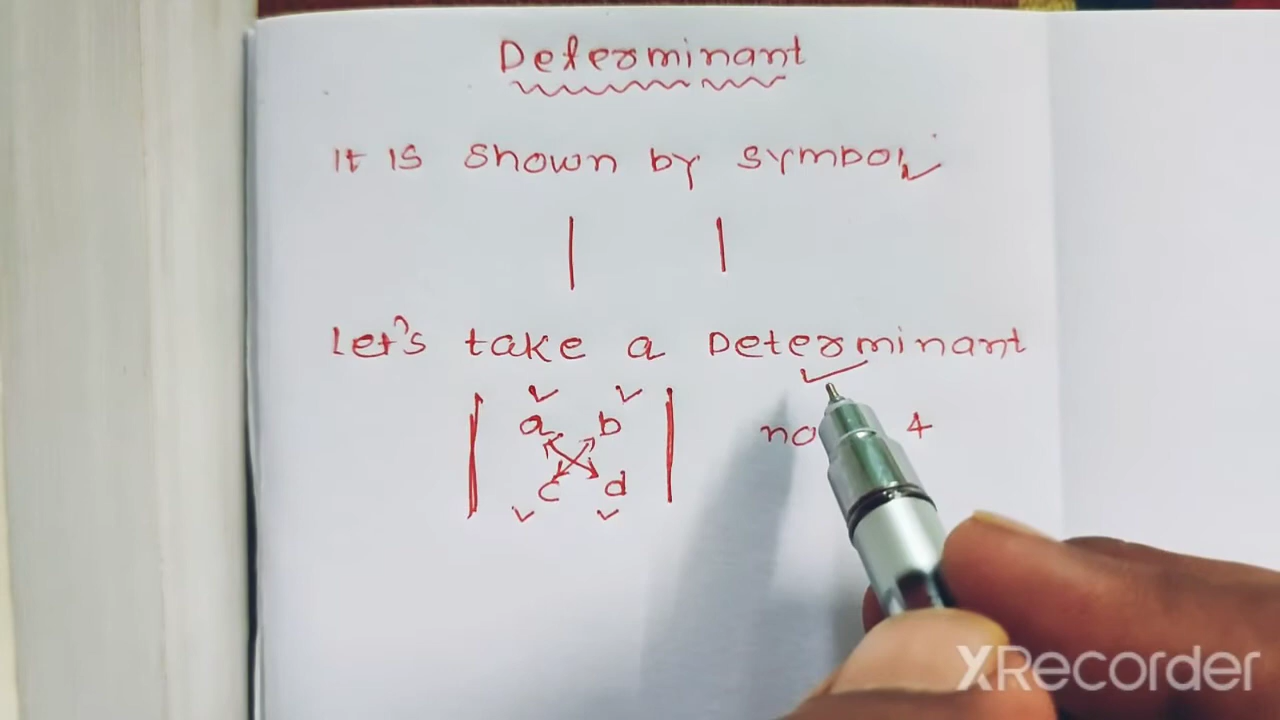 Determinant
It is shown by symbol
| |
Let's take a Determinant
| a b |
c d
4
XRecorder